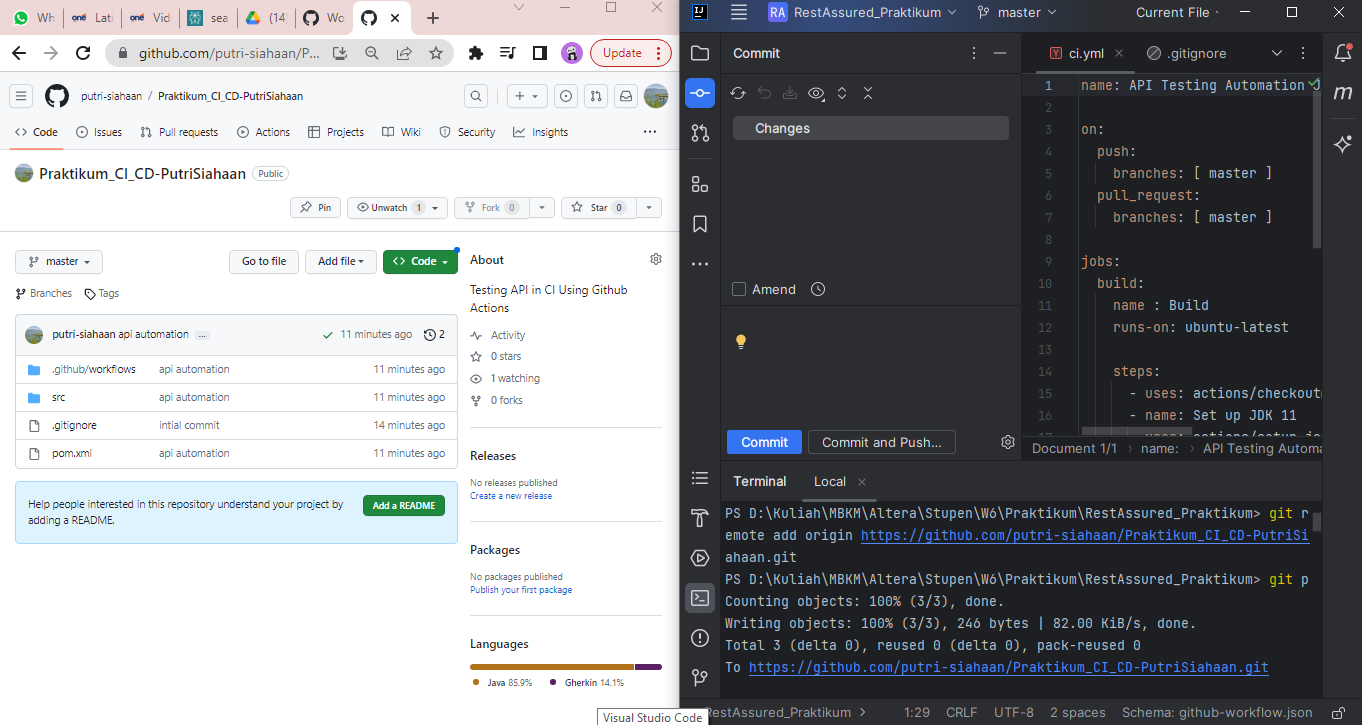 Wh
Lati
Vid
sea
(14)
Wo
github.com/putri-siahaan/P...
Update
putri-siahaan / Praktikum_CI_CD-PutriSiahaan
Code
Issues
Pull requests
Actions
Projects
Wiki
Security
Insights
Praktikum_CI_CD-PutriSiahaan
Public
Pin
Unwatch 1
Fork 0
Star 0
master
Go to file
Add file
Code
Branches
Tags
putri-siahaan api automation
11 minutes ago
2
.github/workflows api automation 11 minutes ago
src api automation 11 minutes ago
.gitignore intial commit 14 minutes ago
pom.xml api automation 11 minutes ago
Help people interested in this repository understand your project by
adding a README.
Add a README
About
Testing API in CI Using Github
Actions
Activity
0 stars
1 watching
0 forks
Releases
No releases published
Create a new release
Packages
No packages published
Publish your first package
Languages
Java 85.9%
Gherkin 14.1%
Visual Studio Code
RA RestAssured_Praktikum
master
Current File
Commit
Changes
Amend
Commit
Commit and Push...
ci.yml
.gitignore
1 name: API Testing Automation J
2
3 on:
4 push:
5 branches: [ master ]
6 pull_request:
7 branches: [ master ]
8
9 jobs:
10 build:
11 name : Build
12 runs-on: ubuntu-latest
13
14 steps:
15 - uses: actions/checkout
16 - name: Set up JDK 11
Document 1/1 › name: › API Testing Automa
Terminal
Local
PS D:\Kuliah\MBKM\Altera\Stupen\W6\Praktikum\RestAssured_Praktikum> git r
emote add origin https://github.com/putri-siahaan/Praktikum_CI_CD-PutriSi
ahaan.git
PS D:\Kuliah\MBKM\Altera\Stupen\W6\Praktikum\RestAssured_Praktikum> git p
Counting objects: 100% (3/3), done.
Writing objects: 100% (3/3), 246 bytes | 82.00 KiB/s, done.
Total 3 (delta 0), reused 0 (delta 0), pack-reused 0
To https://github.com/putri-siahaan/Praktikum_CI_CD-PutriSiahaan.git
RestAssured_Praktikum
1:29
CRLF
UTF-8
2 spaces
Schema: github-workflow.json